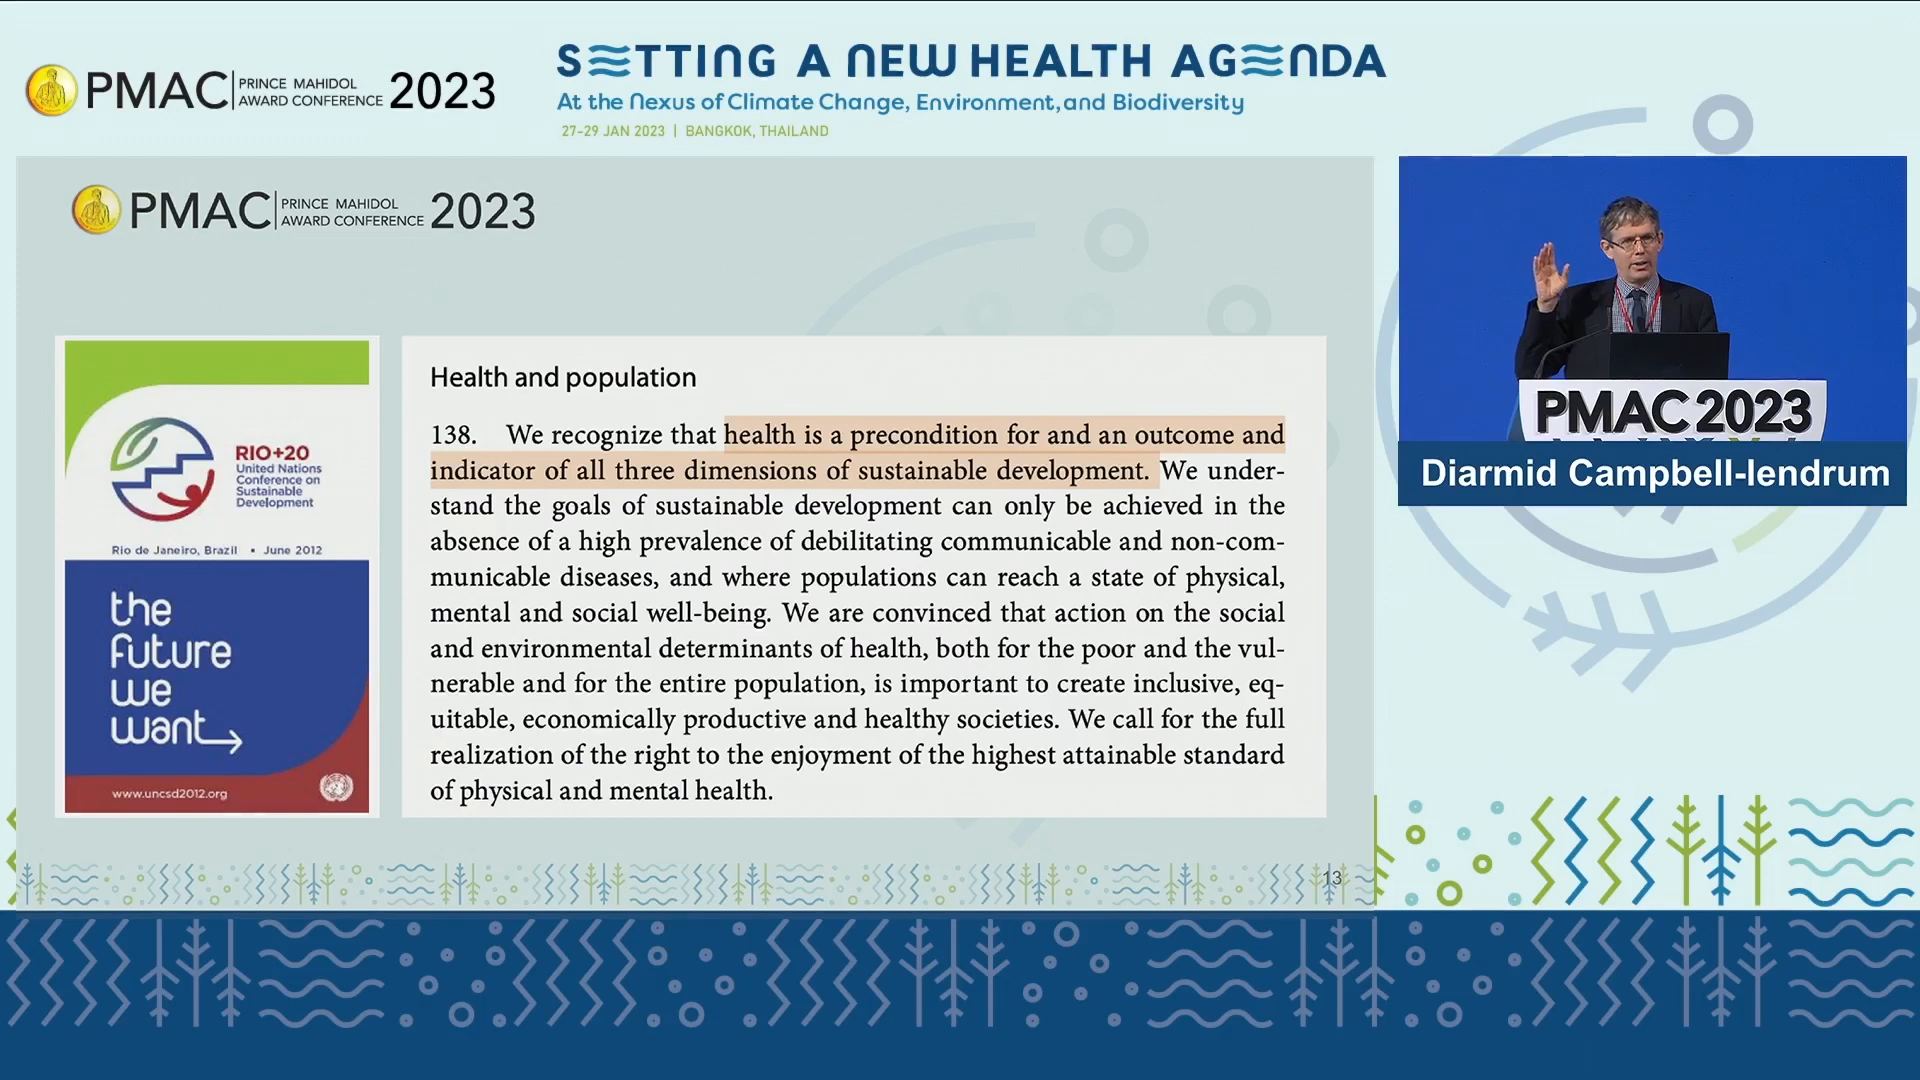 PMAC PRINCE MAHIDOL AWARD CONFERENCE 2023
SETTING A NEW HEALTH AGENDA
At the Nexus of Climate Change, Environment, and Biodiversity
27-29 JAN 2023 | BANGKOK, THAILAND
PMAC PRINCE MAHIDOL AWARD CONFERENCE 2023
RIO+20
United Nations
Conference on
Sustainable
Development
Rio de Janeiro, Brazil • June 2012
the
future
we
want
www.uncsd2012.org
Health and population
138. We recognize that health is a precondition for and an outcome and
indicator of all three dimensions of sustainable development. We under-
stand the goals of sustainable development can only be achieved in the
absence of a high prevalence of debilitating communicable and non-com-
municable diseases, and where populations can reach a state of physical,
mental and social well-being. We are convinced that action on the social
and environmental determinants of health, both for the poor and the vul-
nerable and for the entire population, is important to create inclusive, eq-
uitable, economically productive and healthy societies. We call for the full
realization of the right to the enjoyment of the highest attainable standard
of physical and mental health.
13
PMAC 2023
Diarmid Campbell-lendrum